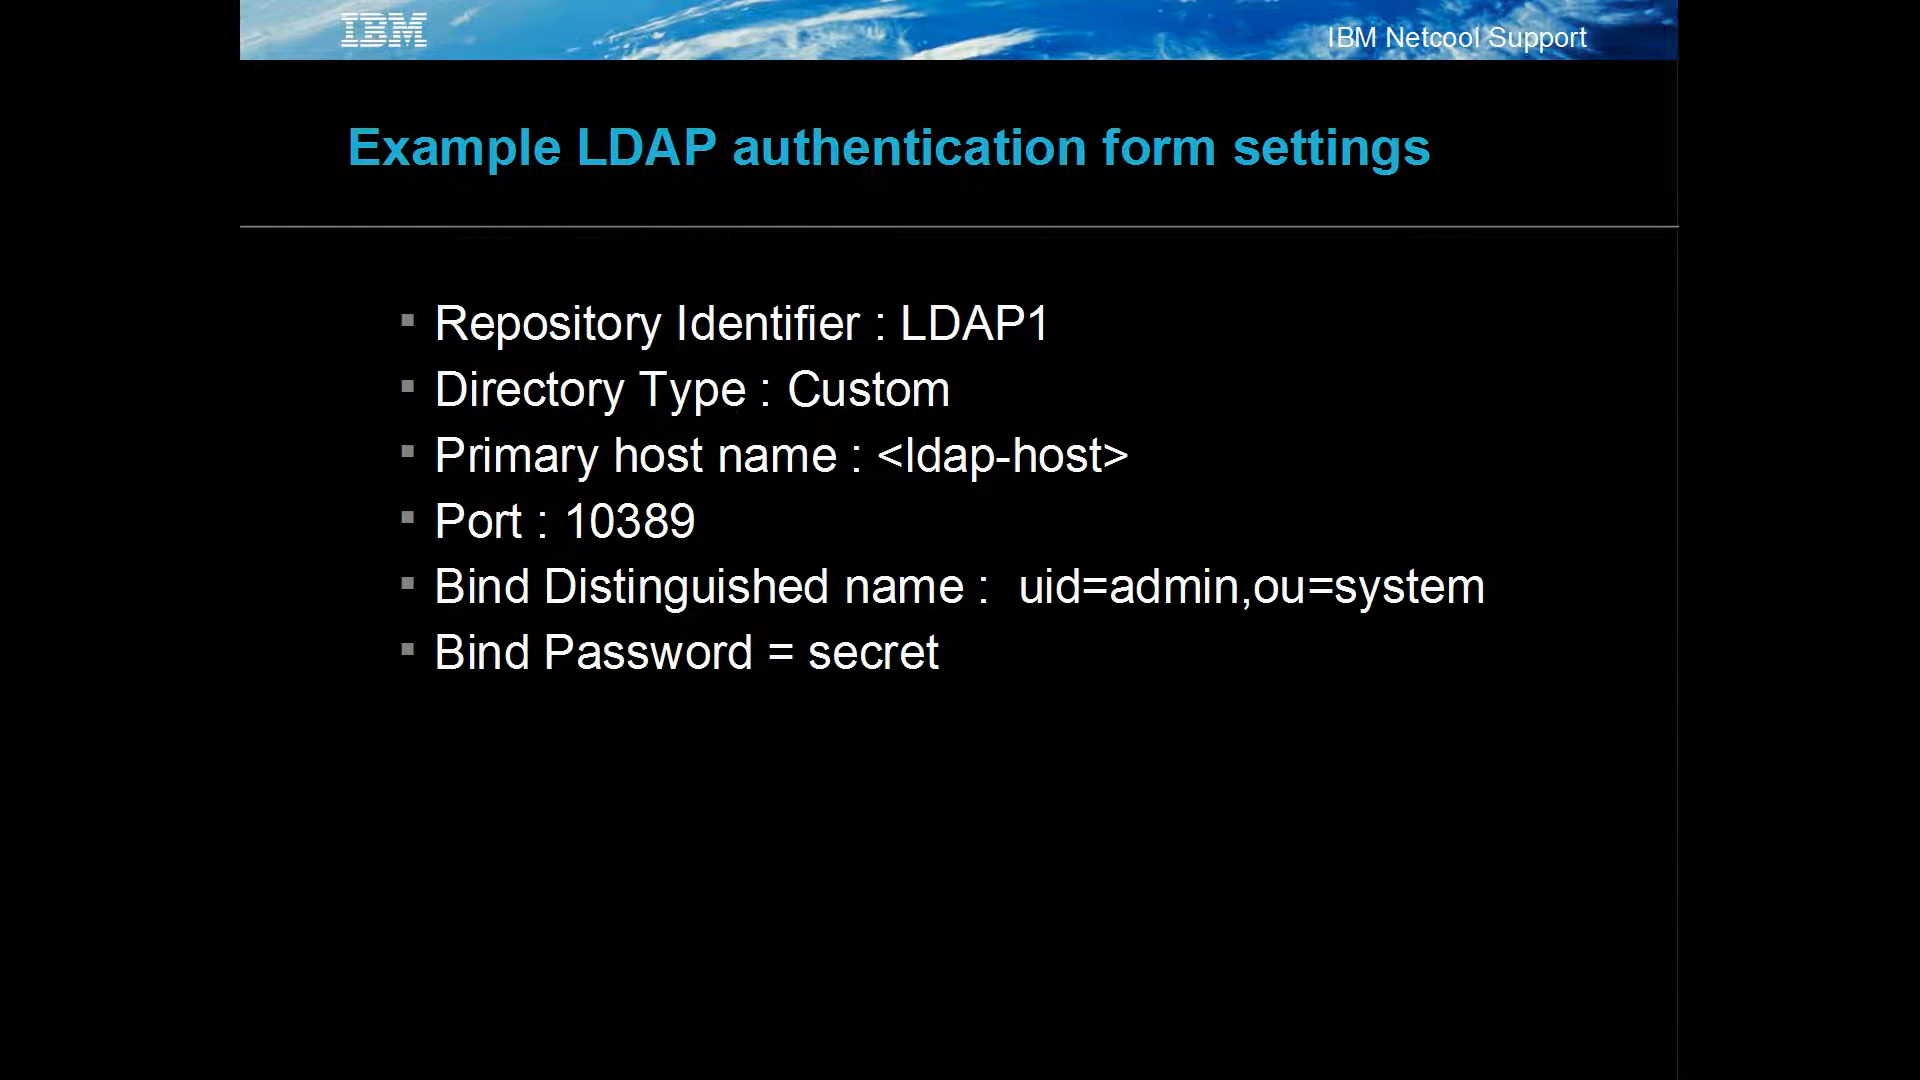 IBM
IBM Netcool Support
Example LDAP authentication form settings
▪ Repository Identifier : LDAP1
▪ Directory Type : Custom
▪ Primary host name : <ldap-host>
▪ Port : 10389
▪ Bind Distinguished name :  uid=admin,ou=system
▪ Bind Password = secret